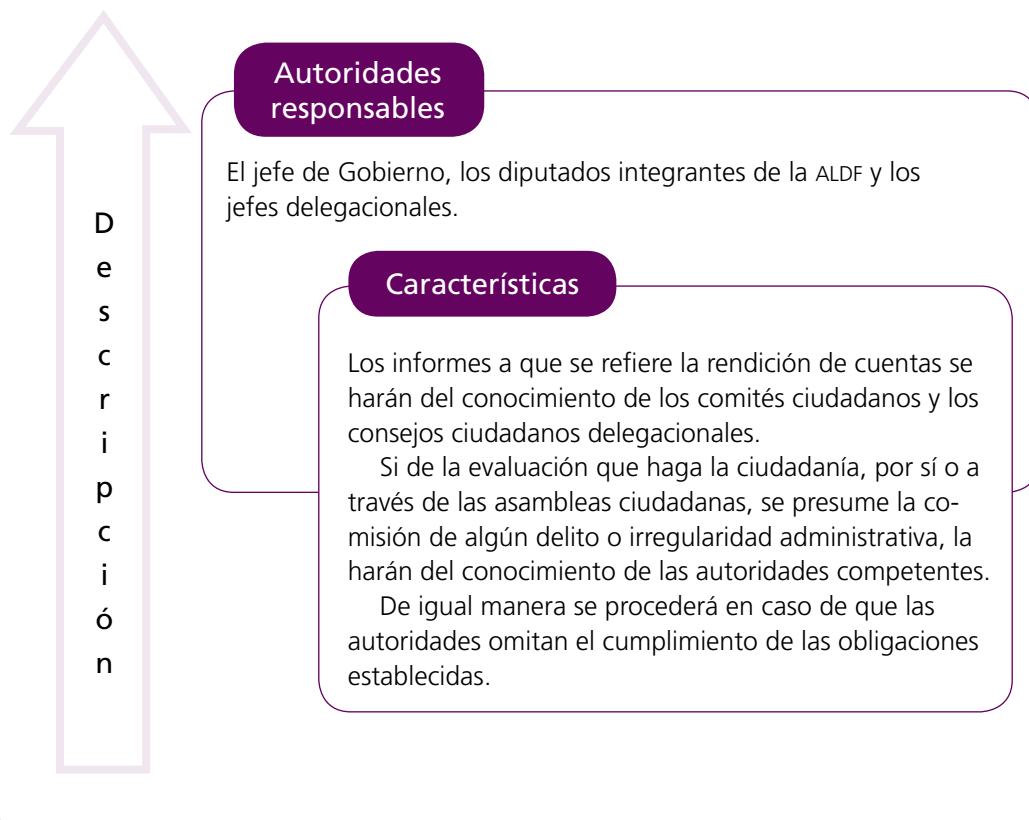 Autoridades
responsables
El jefe de Gobierno, los diputados integrantes de la ALDF y los
jefes delegacionales.
Descripción
Características
Los informes a que se refiere la rendición de cuentas se
harán del conocimiento de los comités ciudadanos y los
consejos ciudadanos delegacionales.
Si de la evaluación que haga la ciudadanía, por sí o a
través de las asambleas ciudadanas, se presume la co-
misión de algún delito o irregularidad administrativa, la
harán del conocimiento de las autoridades competentes.
De igual manera se procederá en caso de que las
autoridades omitan el cumplimiento de las obligaciones
establecidas.